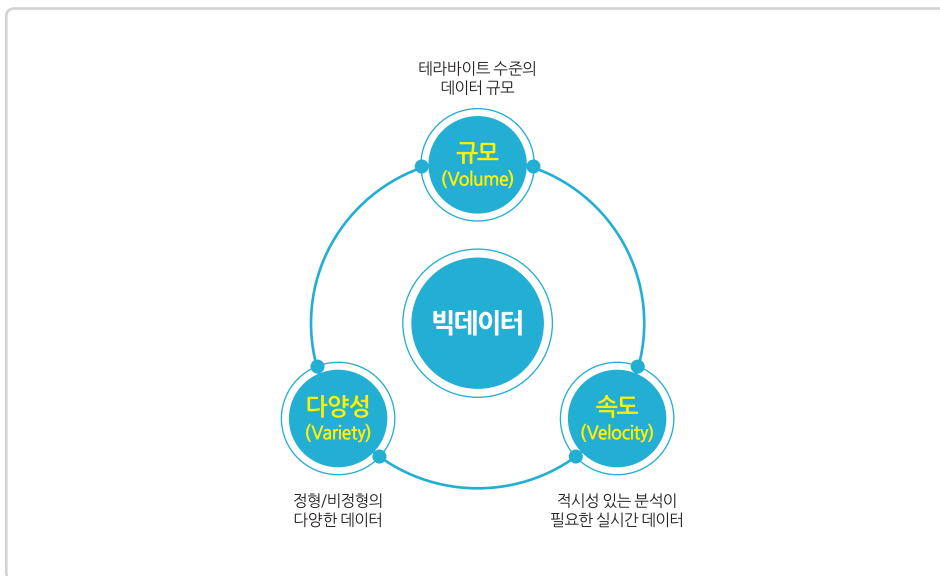 테라바이트 수준의
데이터 규모
규모
(Volume)
빅데이터
다양성
(Variety)
속도
(Velocity)
정형/비정형의
다양한 데이터
적시성 있는 분석이
필요한 실시간 데이터